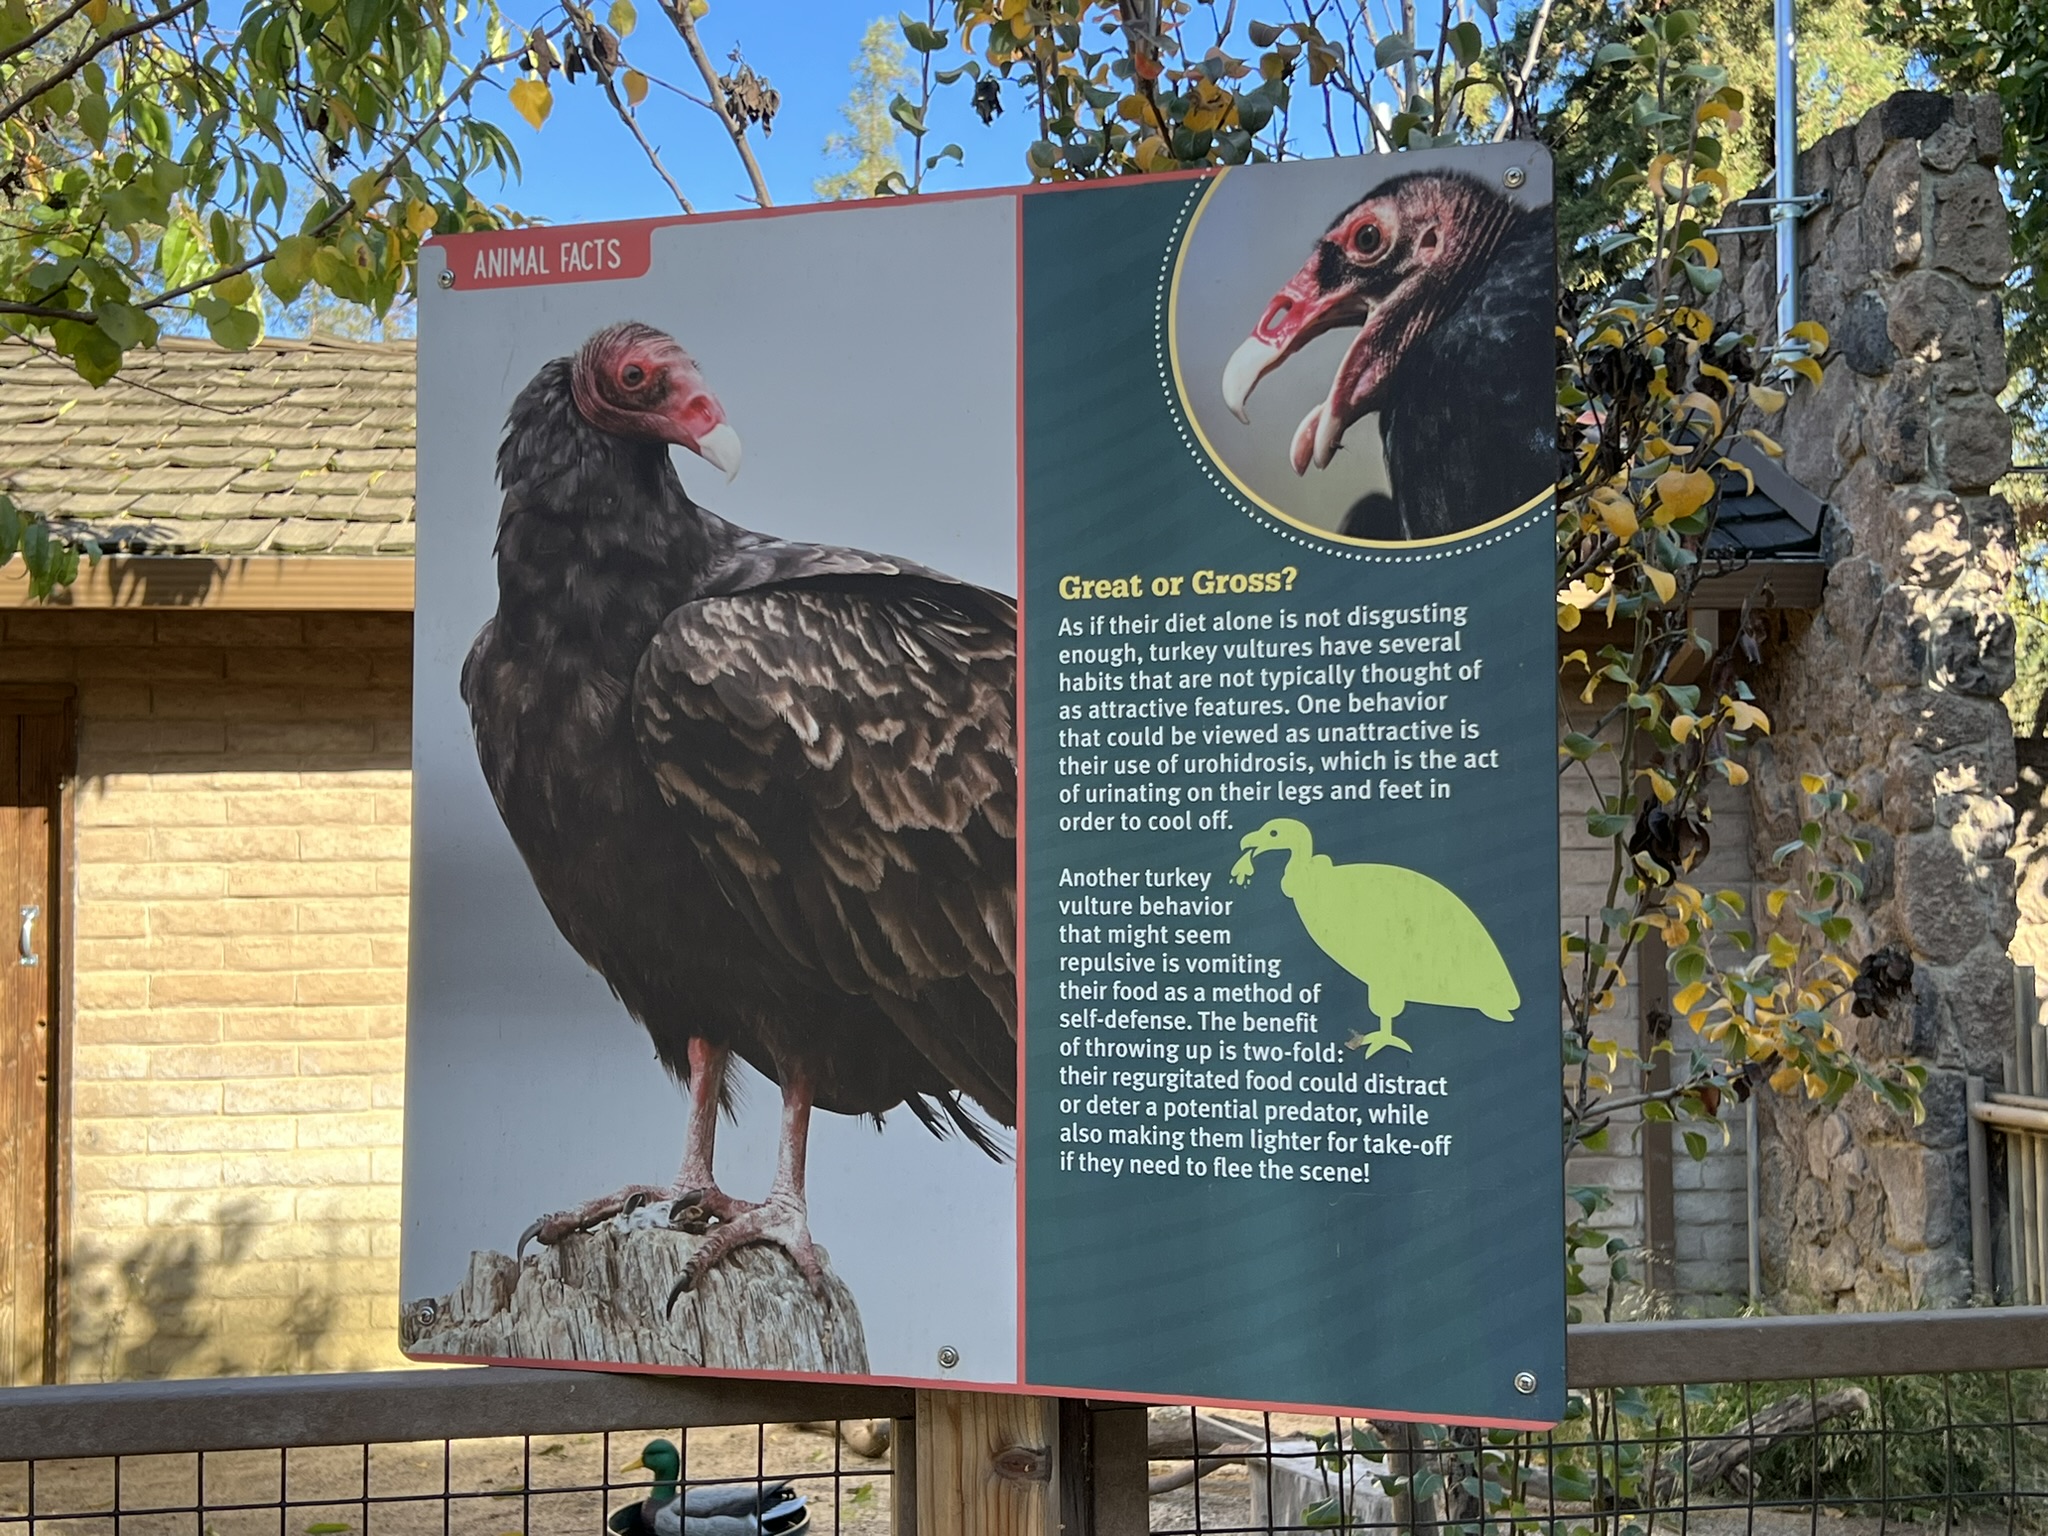 ANIMAL FACTS
Great or Gross?
As if their diet alone is not disgusting
enough, turkey vultures have several
habits that are not typically thought of
as attractive features. One behavior
that could be viewed as unattractive is
their use of urohidrosis, which is the act
of urinating on their legs and feet in
order to cool off.
Another turkey
vulture behavior
that might seem
repulsive is vomiting
their food as a method of
self-defense. The benefit
of throwing up is two-fold:
their regurgitated food could distract
or deter a potential predator, while
also making them lighter for take-off
if they need to flee the scene!